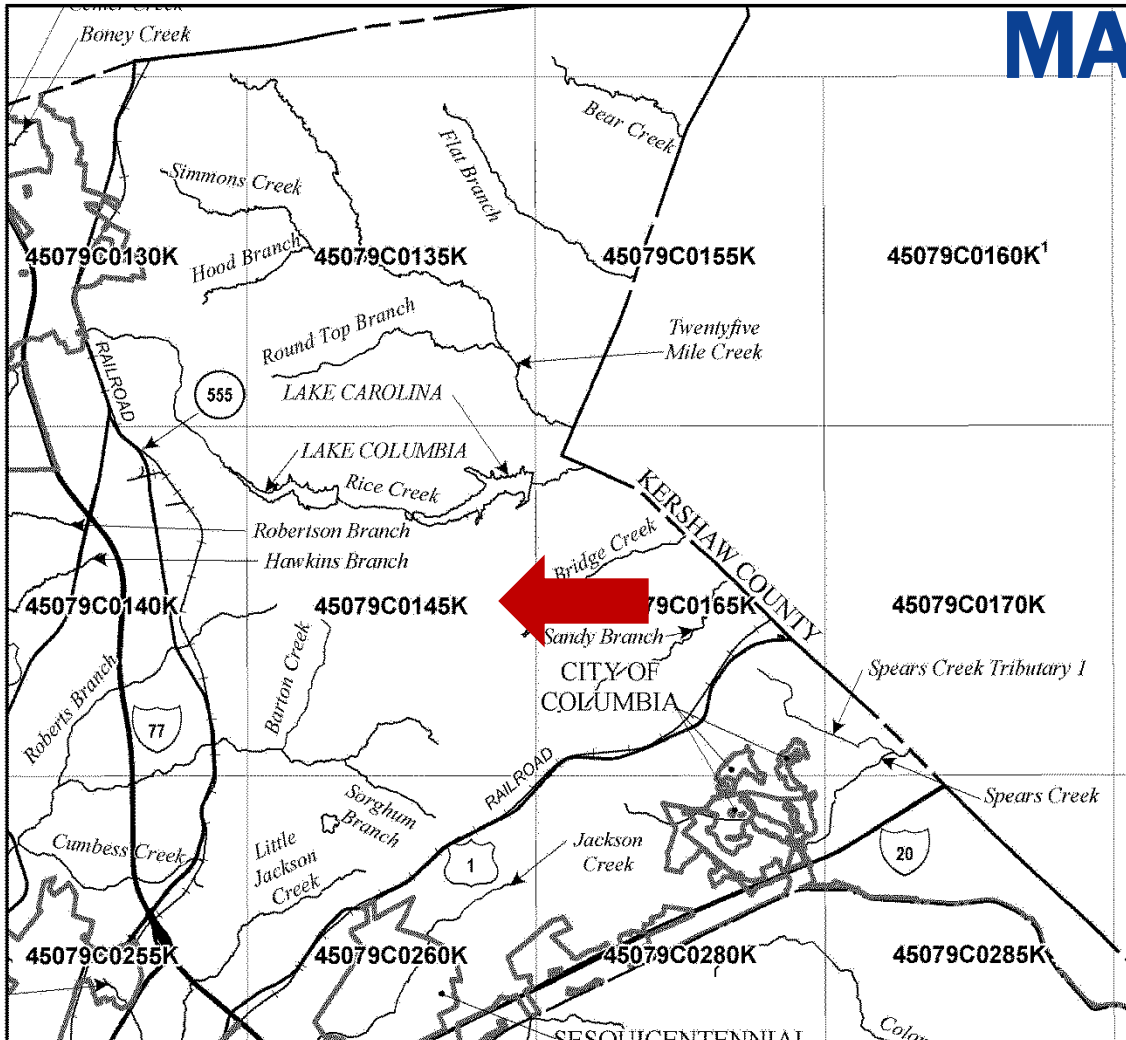 Center Creek
Boney Creek
MA
Bear Creek
Flat Branch
Simmons Creek
Hood Branch
45079C0130K
45079C0135K
45079C0155K
45079C0160K¹
Round Top Branch
Twentyfive
Mile Creek
RAILROAD
555
LAKE CAROLINA
LAKE COLUMBIA
Rice Creek
KERSHAW COUNTY
Robertson Branch
Hawkins Branch
Bridge Creek
45079C0140K
45079C0145K
79C0165K
45079C0170K
Sandy Branch
Barton Creek
Roberts Branch
CITY OF
COLUMBIA
Spears Creek Tributary 1
77
RAILROAD
Sorghum
Branch
Spears Creek
Cumbess Creek
Little
Jackson
Creek
1
Jackson
Creek
20
45079C0255K
45079C0260K
45079C0280K
45079C0285K
SESQUICENTENNIAL